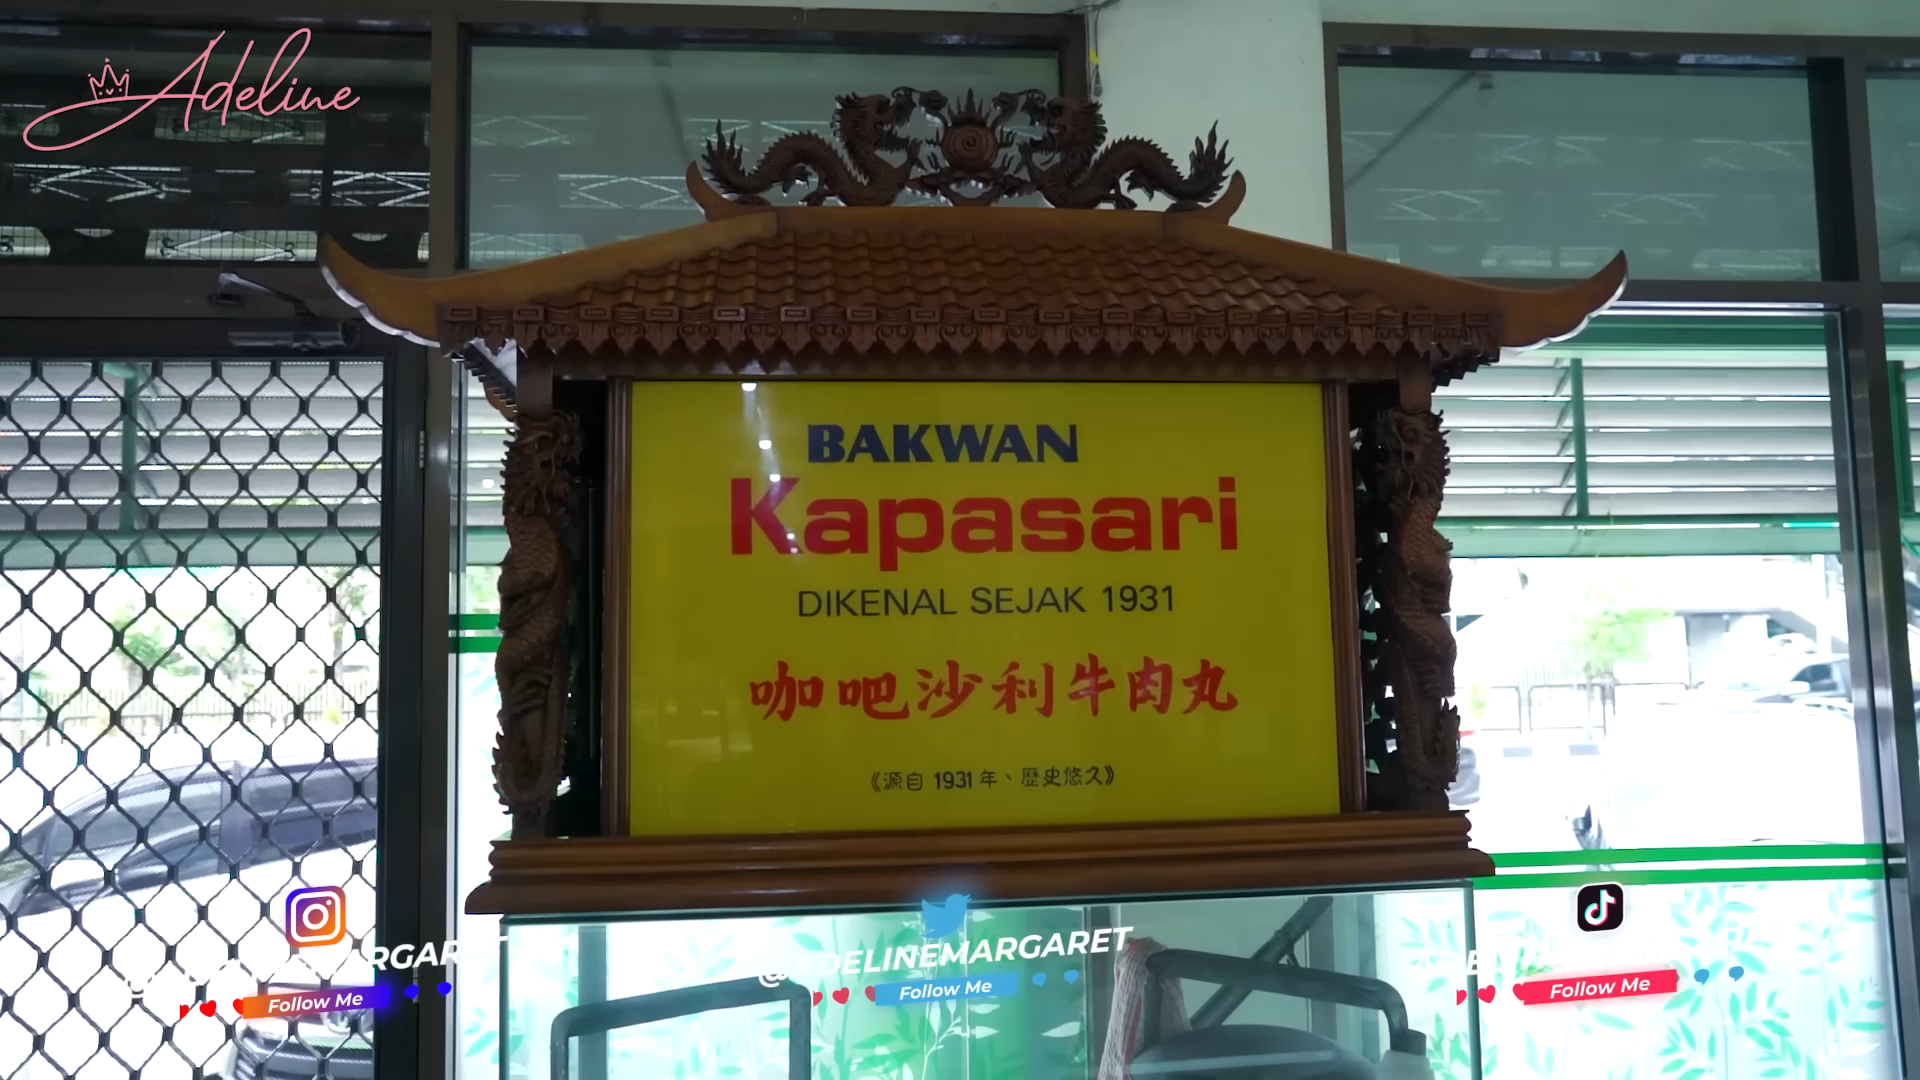 Adeline
BAKWAN
Kapasari
DIKENAL SEJAK 1931
咖吧沙利牛肉丸
《源自 1931 年、歷史悠久》
@ADELINEMARGARET
Follow Me
Follow Me
Follow Me